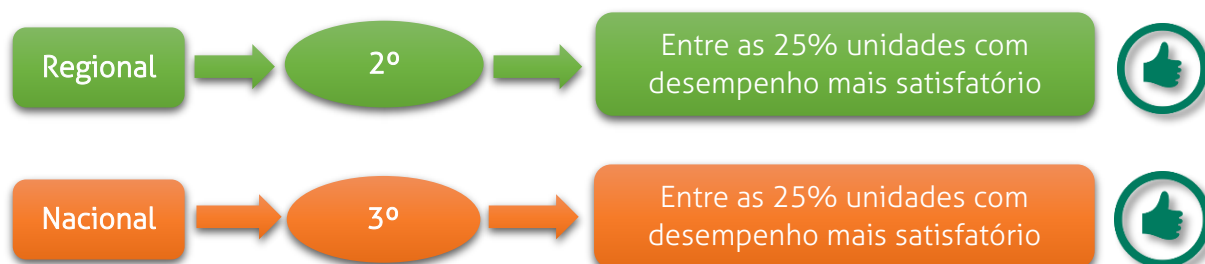 Regional
2º
Entre as 25% unidades com
desempenho mais satisfatório
Nacional
3º
Entre as 25% unidades com
desempenho mais satisfatório